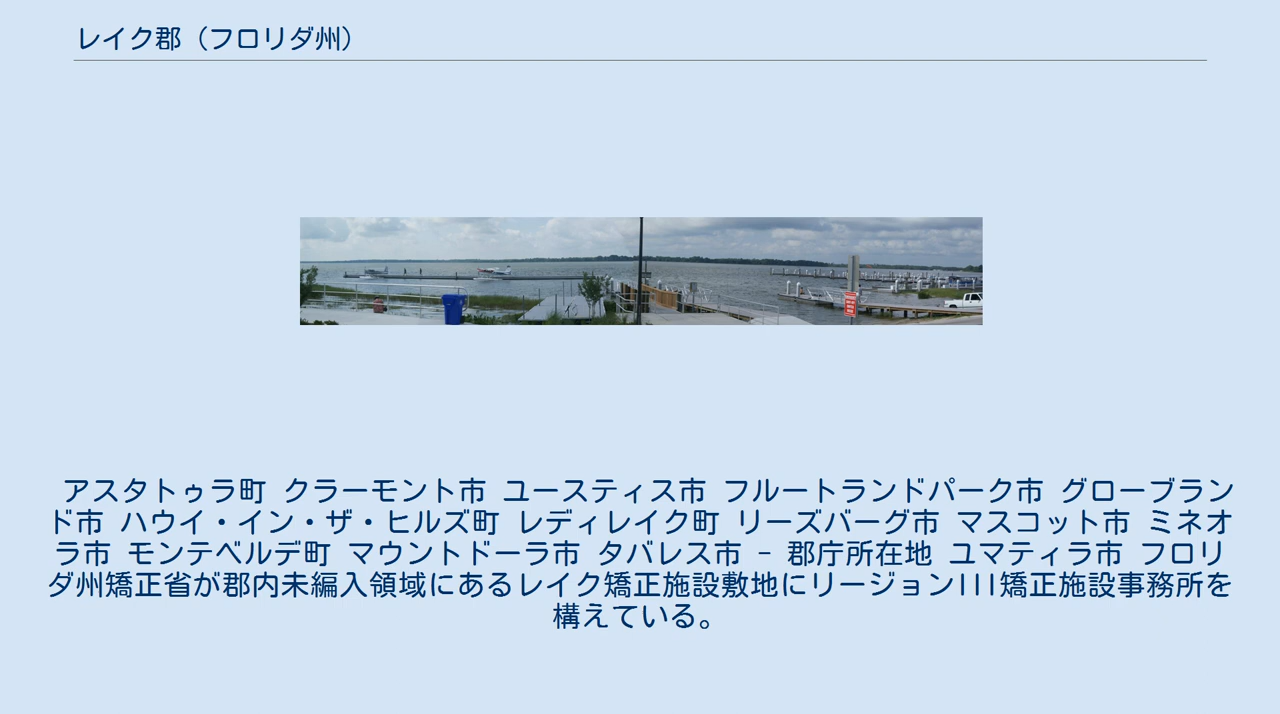 レイク郡（フロリダ州）
アスタトゥラ町 クラーモント市 ユースティス市 フルートランドパーク市 グローブラン
ド市 ハウイ・イン・ザ・ヒルズ町 レディレイク町 リーズバーグ市 マスコット市 ミネオ
ラ市 モンテベルデ町 マウントドーラ市 タバレス市 - 郡庁所在地 ユマティラ市 フロリ
ダ州矯正省が郡内未編入領域にあるレイク矯正施設敷地にリージョンIII矯正施設事務所を
構えている。